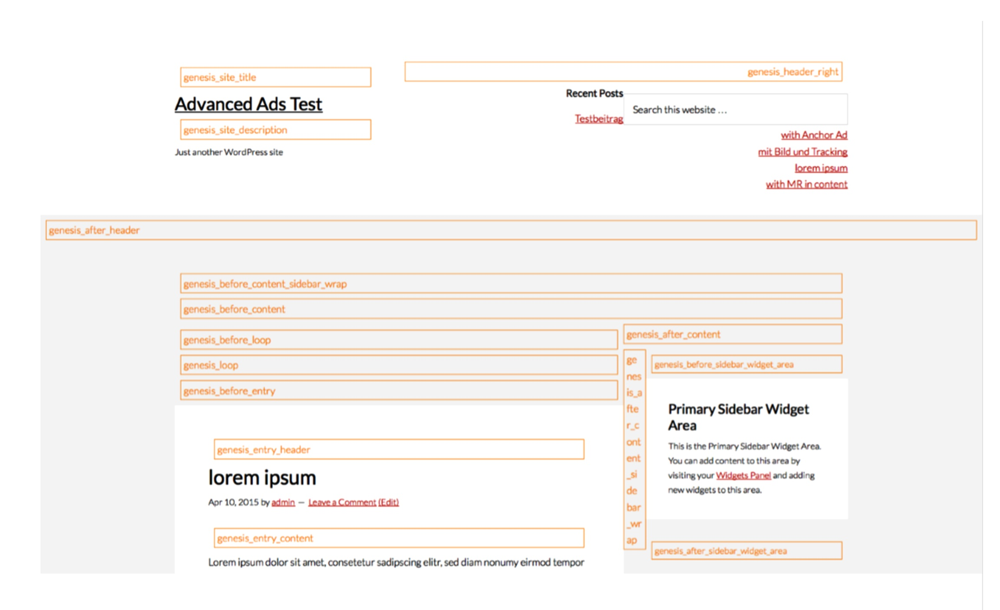 genesis_site_title
Advanced Ads Test
genesis_site_description
Just another WordPress site
genesis_header_right
Recent Posts
Search this website …
Testbeitrag
with Anchor Ad
mit Bild und Tracking
lorem ipsum
with MR in content
genesis_after_header
genesis_before_content_sidebar_wrap
genesis_before_content
genesis_before_loop
genesis_loop
genesis_before_entry
genesis_entry_header
lorem ipsum
Apr 10, 2015 by admin — Leave a Comment (Edit)
genesis_entry_content
Lorem ipsum dolor sit amet, consetetur sadipscing elitr, sed diam nonumy eirmod tempor
genesis_after_content
ge
nes
is_a
fte
r_c
ont
ent
_si
de
bar
_wr
ap
genesis_before_sidebar_widget_area
Primary Sidebar Widget
Area
This is the Primary Sidebar Widget Area.
You can add content to this area by
visiting your Widgets Panel and adding
new widgets to this area.
genesis_after_sidebar_widget_area